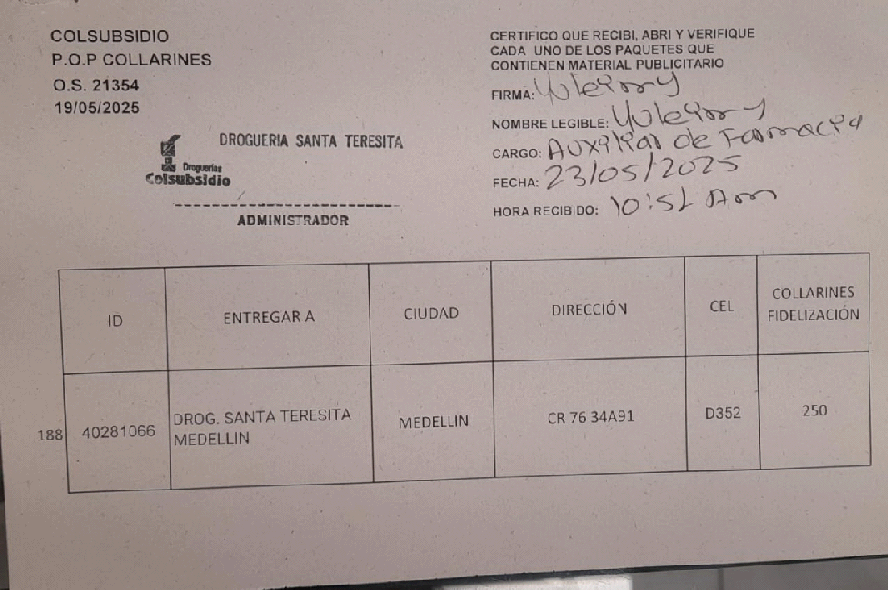 COLSUBSIDIO
P.O.P COLLARINES
O.S. 21354
19/05/2025
DROGUERIA SANTA TERESITA
Droguerías
Colsubsidio
ADMINISTRADOR
CERTIFICO QUE RECIBI, ABRI Y VERIFIQUE
CADA UNO DE LOS PAQUETES QUE
CONTIENEN MATERIAL PUBLICITARIO
FIRMA:
NOMBRE LEGIBLE:
CARGO: Auxiliar de Farmacia
FECHA: 23/05/2025
HORA RECIBIDO: Am
ID
ENTREGAR A
CIUDAD
DIRECCIÓN
CEL
COLLARINES
FIDELIZACIÓN
188
40281066
DROG. SANTA TERESITA
MEDELLIN
MEDELLIN
CR 76 34A91
D352
250